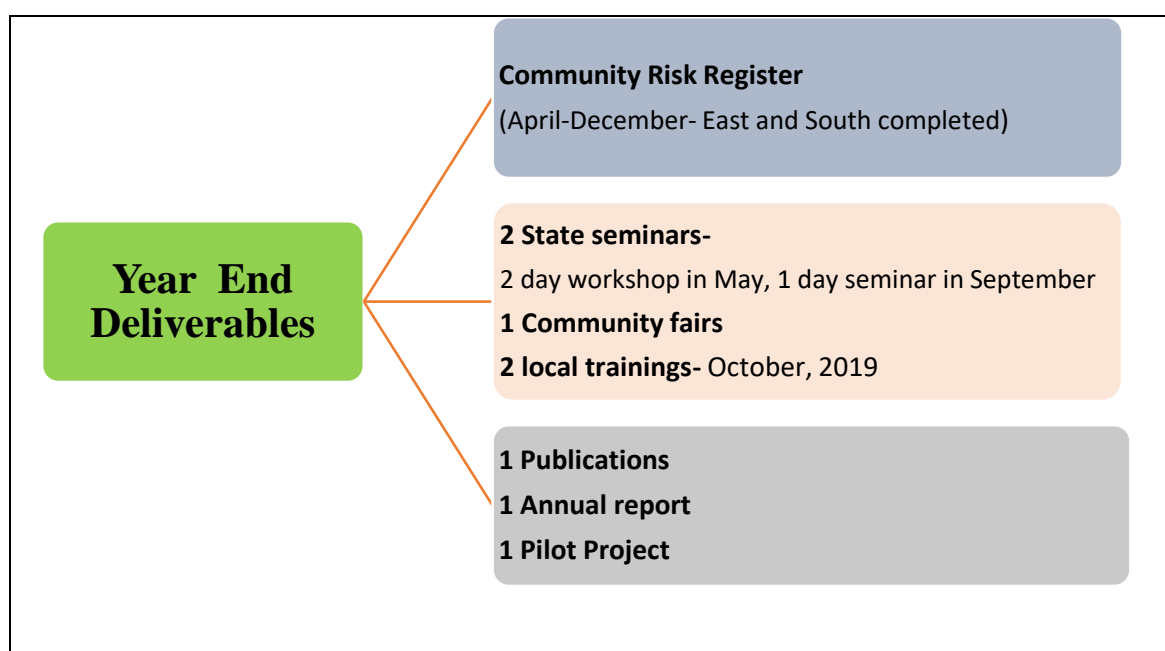 Year End
Deliverables
Community Risk Register
(April-December- East and South completed)
2 State seminars-
2 day workshop in May, 1 day seminar in September
1 Community fairs
2 local trainings- October, 2019
1 Publications
1 Annual report
1 Pilot Project